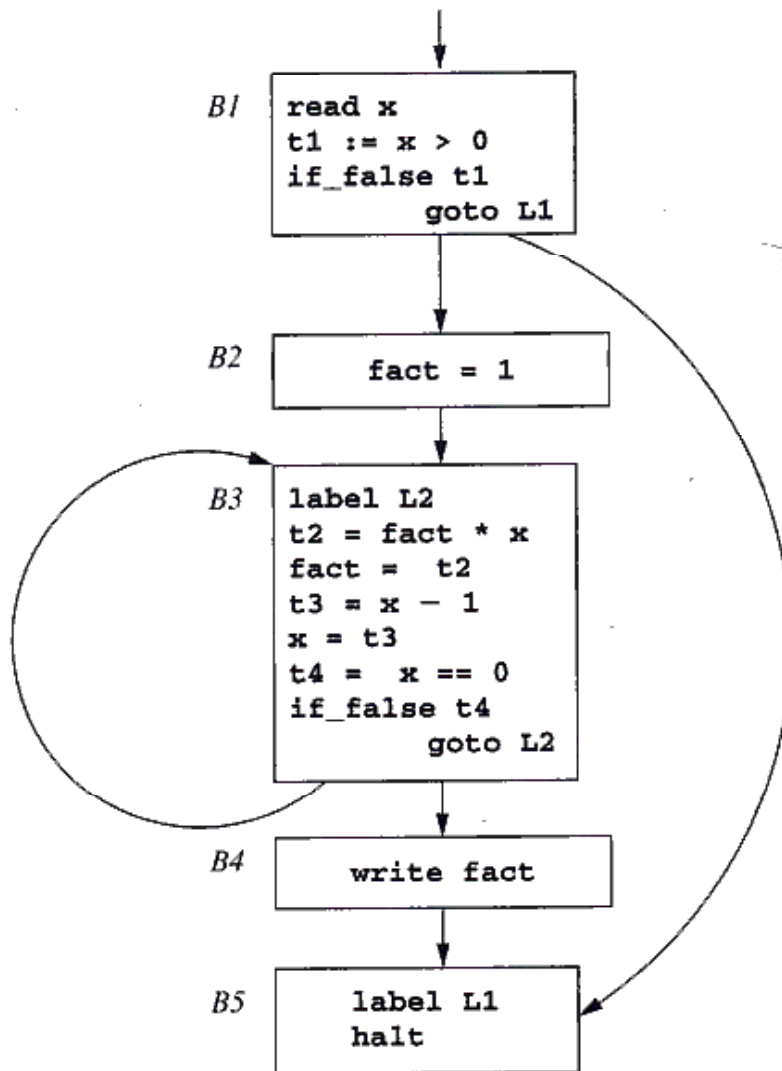 B1
read x
t1 := x > 0
if_false t1
goto L1
B2
fact = 1
B3
label L2
t2 = fact * x
fact = t2
t3 = x − 1
x = t3
t4 = x == 0
if_false t4
goto L2
B4
write fact
B5
label L1
halt